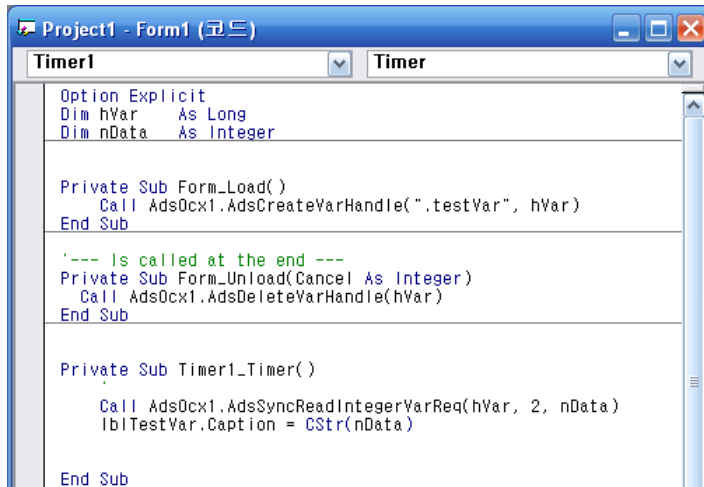 Project1 - Form1 (코드)
Timer1 Timer
Option Explicit
Dim hVar    As Long
Dim nData   As Integer
Private Sub Form_Load()
    Call AdsOcx1.AdsCreateVarHandle(".testVar", hVar)
End Sub
'--- Is called at the end ---
Private Sub Form_Unload(Cancel As Integer)
  Call AdsOcx1.AdsDeleteVarHandle(hVar)
End Sub
Private Sub Timer1_Timer()
    '
    Call AdsOcx1.AdsSyncReadIntegerVarReq(hVar, 2, nData)
    lblTestVar.Caption = CStr(nData)
End Sub